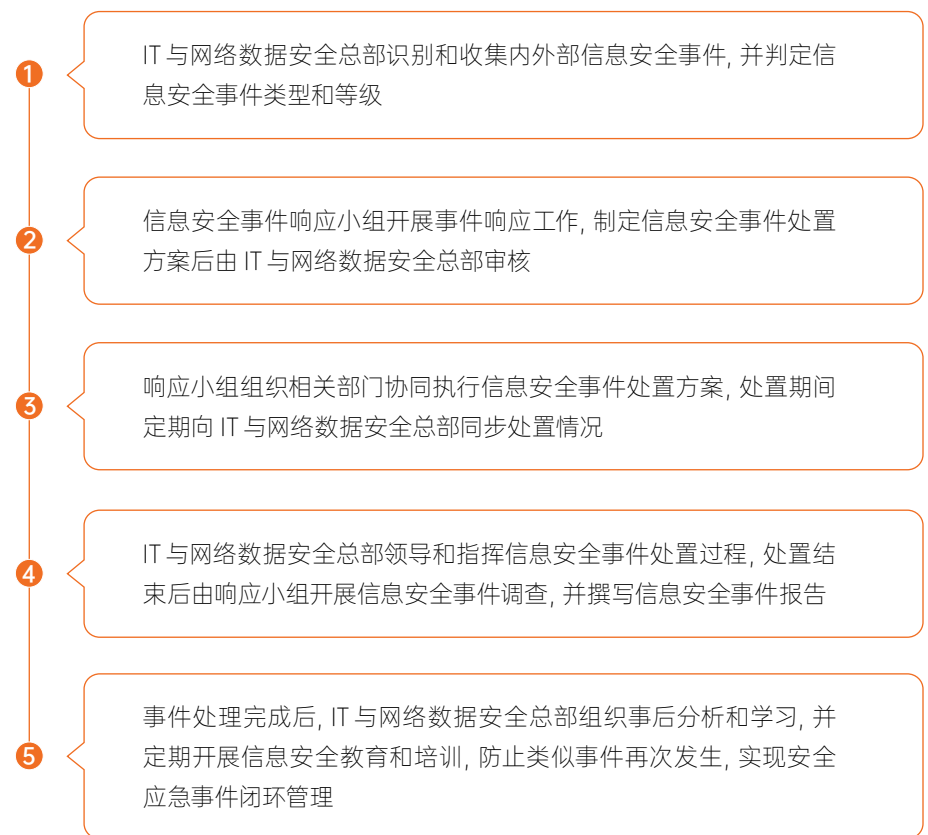 1
IT 与网络数据安全总部识别和收集内外部信息安全事件, 并判定信
息安全事件类型和等级
2
信息安全事件响应小组开展事件响应工作, 制定信息安全事件处置
方案后由 IT 与网络数据安全总部审核
3
响应小组组织相关部门协同执行信息安全事件处置方案, 处置期间
定期向 IT 与网络数据安全总部同步处置情况
4
IT 与网络数据安全总部领导和指挥信息安全事件处置过程, 处置结
束后由响应小组开展信息安全事件调查, 并撰写信息安全事件报告
5
事件处理完成后, IT 与网络数据安全总部组织事后分析和学习, 并
定期开展信息安全教育和培训, 防止类似事件再次发生, 实现安全
应急事件闭环管理